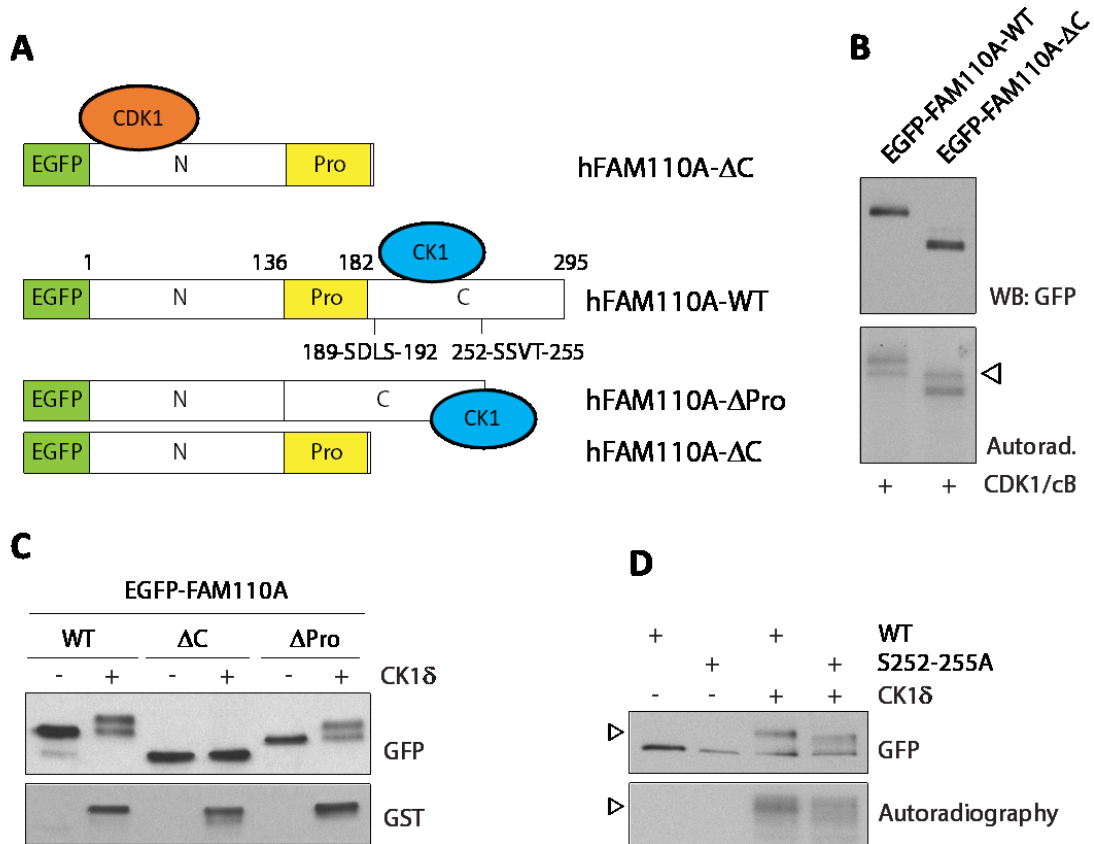 A
CDK1
EGFP N Pro
hFAM110A-ΔC
1 136 182 295
CK1
EGFP N Pro C
hFAM110A-WT
189-SDLS-192 252-SSVT-255
EGFP N C
CK1
hFAM110A-ΔPro
EGFP N Pro
hFAM110A-ΔC
B
EGFP-FAM110A-WT
EGFP-FAM110A-ΔC
WB: GFP
Autorad.
+ + CDK1/cB
C
EGFP-FAM110A
WT ΔC ΔPro
- + - + - + CK1δ
GFP
GST
D
+ + WT
+ + S252-255A
- - + + CK1δ
GFP
Autoradiography